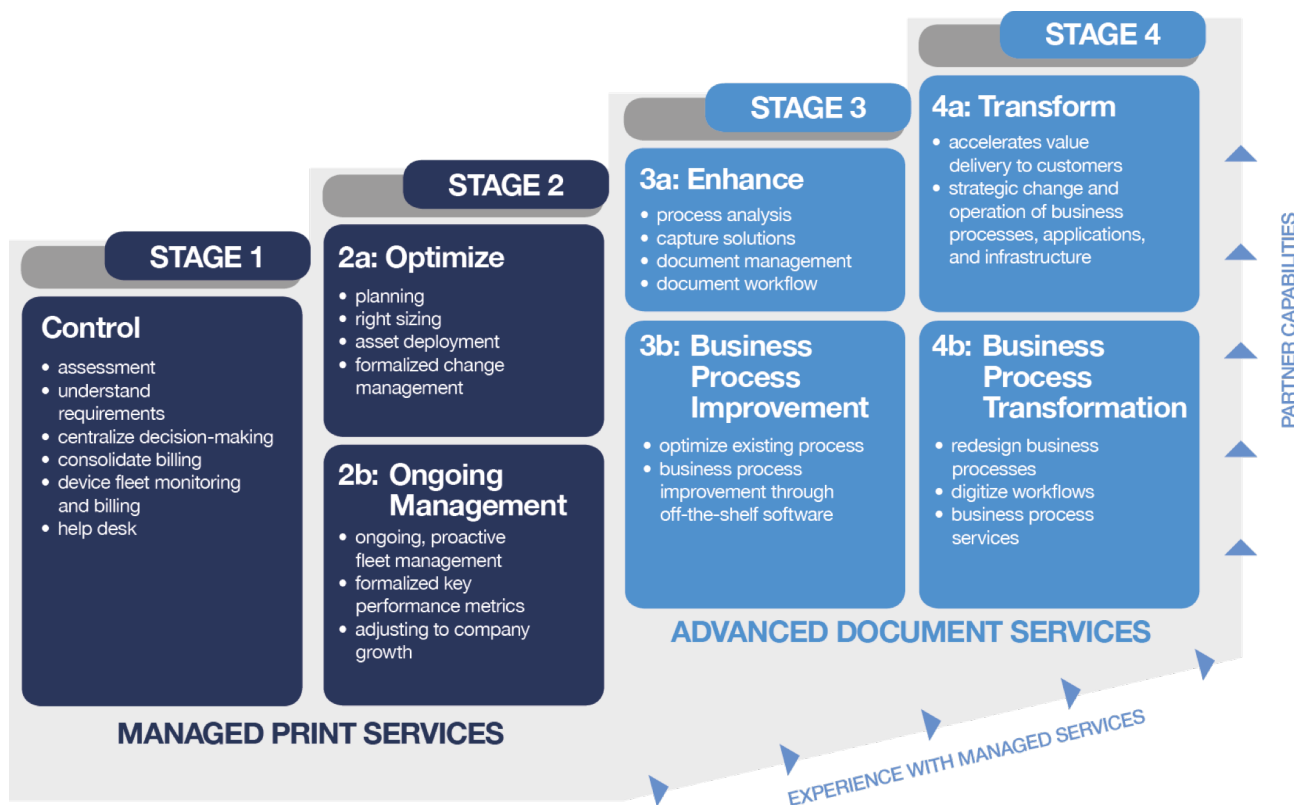 STAGE 1
Control
• assessment
• understand
requirements
• centralize decision-making
• consolidate billing
• device fleet monitoring
and billing
• help desk
STAGE 2
2a: Optimize
• planning
• right sizing
• asset deployment
• formalized change
management
2b: Ongoing
Management
• ongoing, proactive
fleet management
• formalized key
performance metrics
• adjusting to company
growth
MANAGED PRINT SERVICES
STAGE 3
3a: Enhance
• process analysis
• capture solutions
• document management
• document workflow
3b: Business
Process
Improvement
• optimize existing process
• business process
improvement through
off-the-shelf software
STAGE 4
4a: Transform
• accelerates value
delivery to customers
• strategic change and
operation of business
processes, applications,
and infrastructure
4b: Business
Process
Transformation
• redesign business
processes
• digitize workflows
• business process
services
ADVANCED DOCUMENT SERVICES
EXPERIENCE WITH MANAGED SERVICES
PARTNER CAPABILITIES